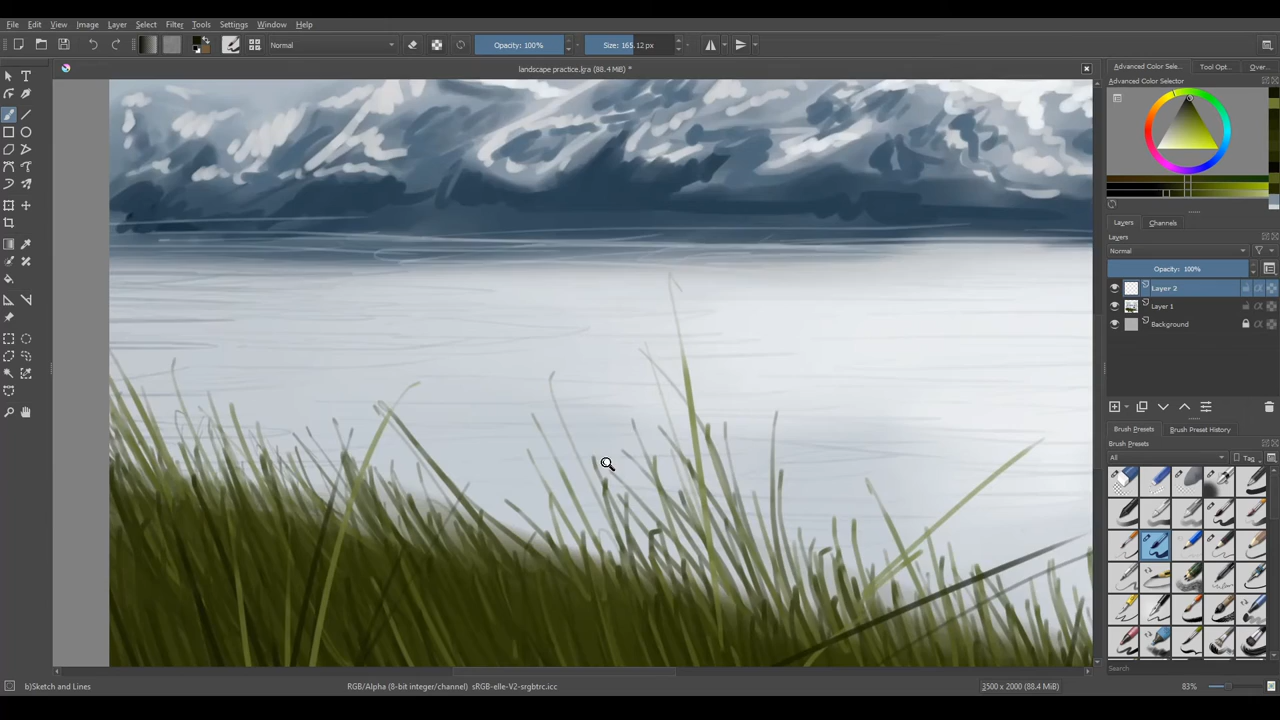 File Edit View Image Layer Select Filter Tools Settings Window Help
Normal Opacity: 100% Size: 165.12 px
landscape practice.kra (88.4 MiB) *
Advanced Color Sele... Tool Opt... Over...
Advanced Color Selector
Layers Channels
Layers
Normal
Opacity: 100%
Layer 2
Layer 1
Background
Brush Presets Brush Preset History
Brush Presets
All Tag
Search
b)Sketch and Lines RGB/Alpha (8-bit integer/channel) sRGB-elle-V2-srgbtrc.icc 3500 x 2000 (88.4 MiB) 83%